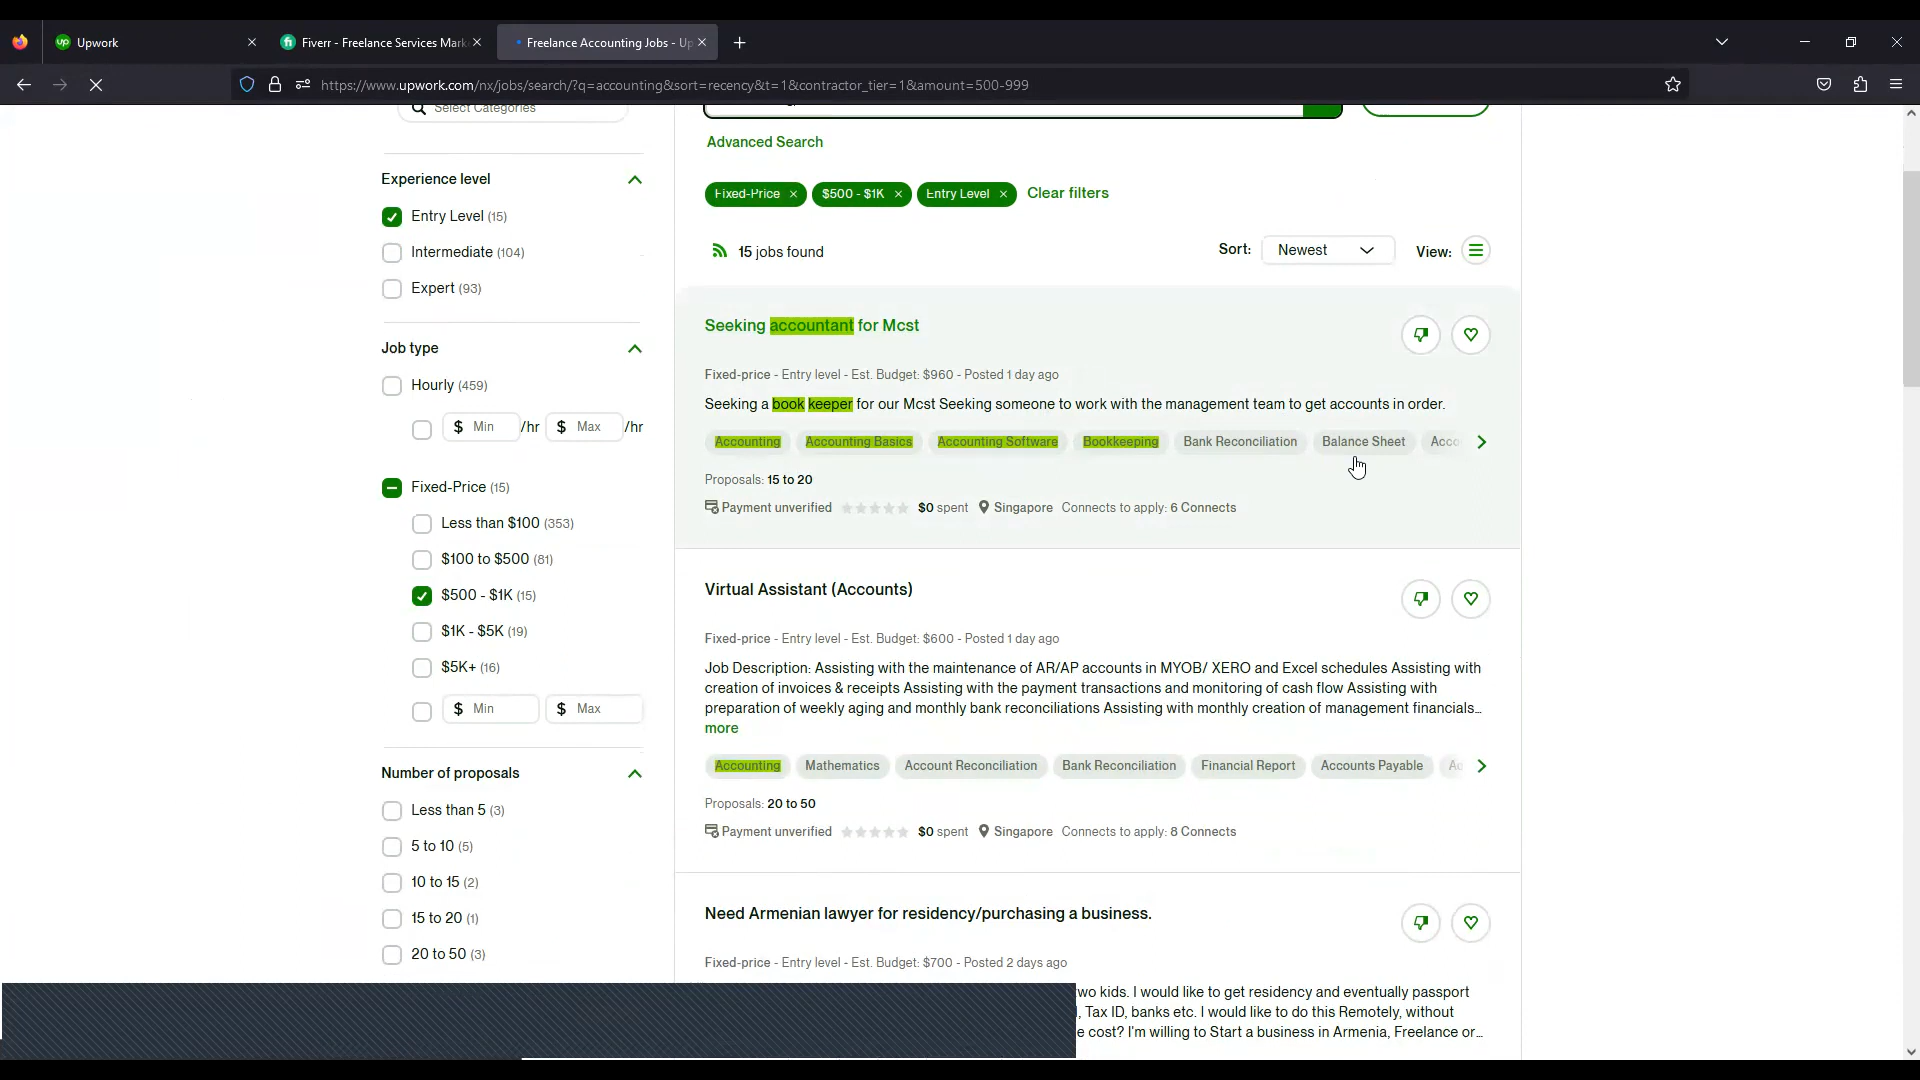 Upwork
Fiverr - Freelance Services Mark
Freelance Accounting Jobs - Up
https://www.upwork.com/nx/jobs/search/?q=accounting&sort=recency&t=1&contractor_tier=1&amount=500-999
Select Categories
Experience level
Entry Level (15)
Intermediate (104)
Expert (93)
Job type
Hourly (459)
$ Min /hr $ Max /hr
Fixed-Price (15)
Less than $100 (353)
$100 to $500 (81)
$500 - $1K (15)
$1K - $5K (19)
$5K+ (16)
$ Min $ Max
Number of proposals
Less than 5 (3)
5 to 10 (5)
10 to 15 (2)
15 to 20 (1)
20 to 50 (3)
Advanced Search
Fixed-Price × $500 - $1K × Entry Level × Clear filters
15 jobs found
Sort: Newest View:
Seeking accountant for Mcst
Fixed-price - Entry level - Est. Budget: $960 - Posted 1 day ago
Seeking a book keeper for our Mcst Seeking someone to work with the management team to get accounts in order.
Accounting Accounting Basics Accounting Software Bookkeeping Bank Reconciliation Balance Sheet Acco
Proposals: 15 to 20
Payment unverified $0 spent Singapore Connects to apply: 6 Connects
Virtual Assistant (Accounts)
Fixed-price - Entry level - Est. Budget: $600 - Posted 1 day ago
Job Description: Assisting with the maintenance of AR/AP accounts in MYOB/ XERO and Excel schedules Assisting with
creation of invoices & receipts Assisting with the payment transactions and monitoring of cash flow Assisting with
preparation of weekly aging and monthly bank reconciliations Assisting with monthly creation of management financials…
more
Accounting Mathematics Account Reconciliation Bank Reconciliation Financial Report Accounts Payable Ac
Proposals: 20 to 50
Payment unverified $0 spent Singapore Connects to apply: 8 Connects
Need Armenian lawyer for residency/purchasing a business.
Fixed-price - Entry level - Est. Budget: $700 - Posted 2 days ago
wo kids. I would like to get residency and eventually passport
, Tax ID, banks etc. I would like to do this Remotely, without
e cost? I'm willing to Start a business in Armenia, Freelance or…